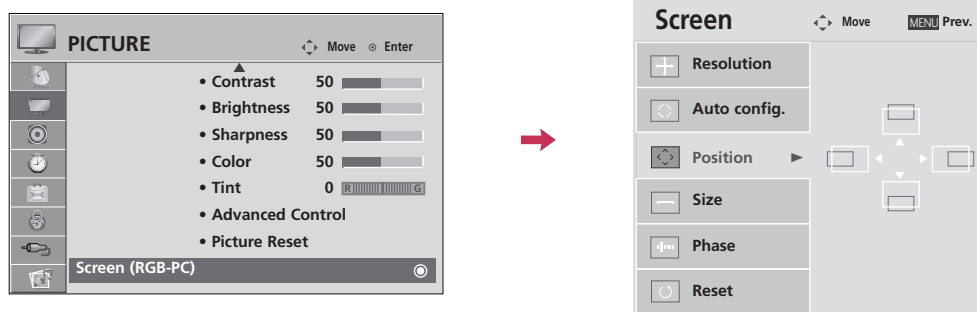 PICTURE
Move Enter
• Contrast 50
• Brightness 50
• Sharpness 50
• Color 50
• Tint 0 R G
• Advanced Control
• Picture Reset
Screen (RGB-PC)
Screen
Move MENU Prev.
Resolution
Auto config.
Position
Size
Phase
Reset